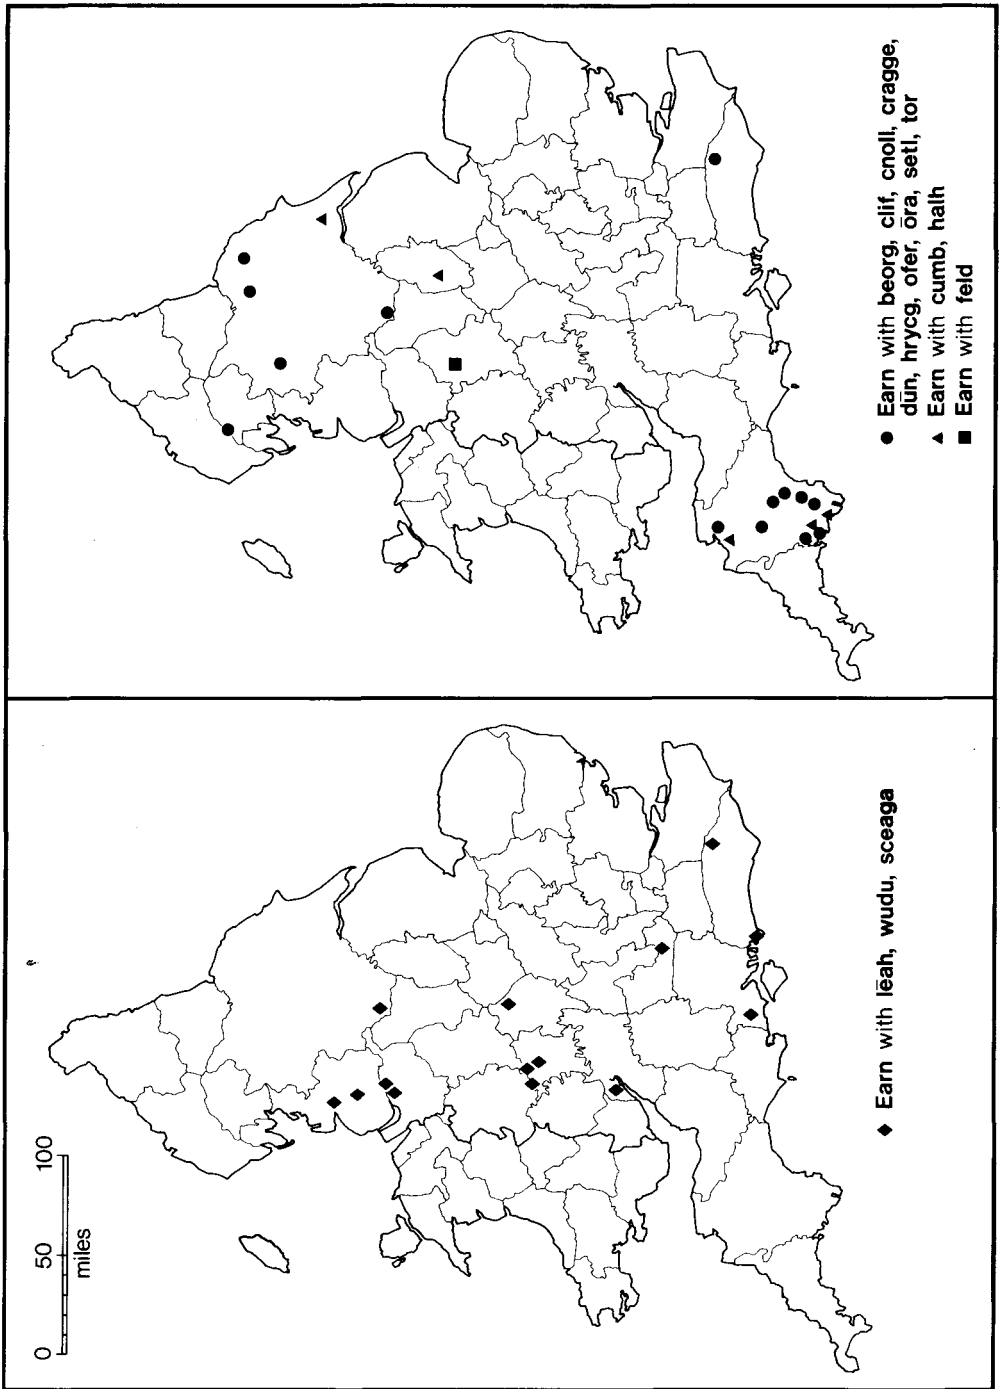 0 50 100
miles
◆ Earn with lēah, wudu, sceaga
● Earn with beorg, clif, cnoll, cragge,
dūn, hrycg, ofer, ōra, setl, tor
▲ Earn with cumb, halh
■ Earn with feld